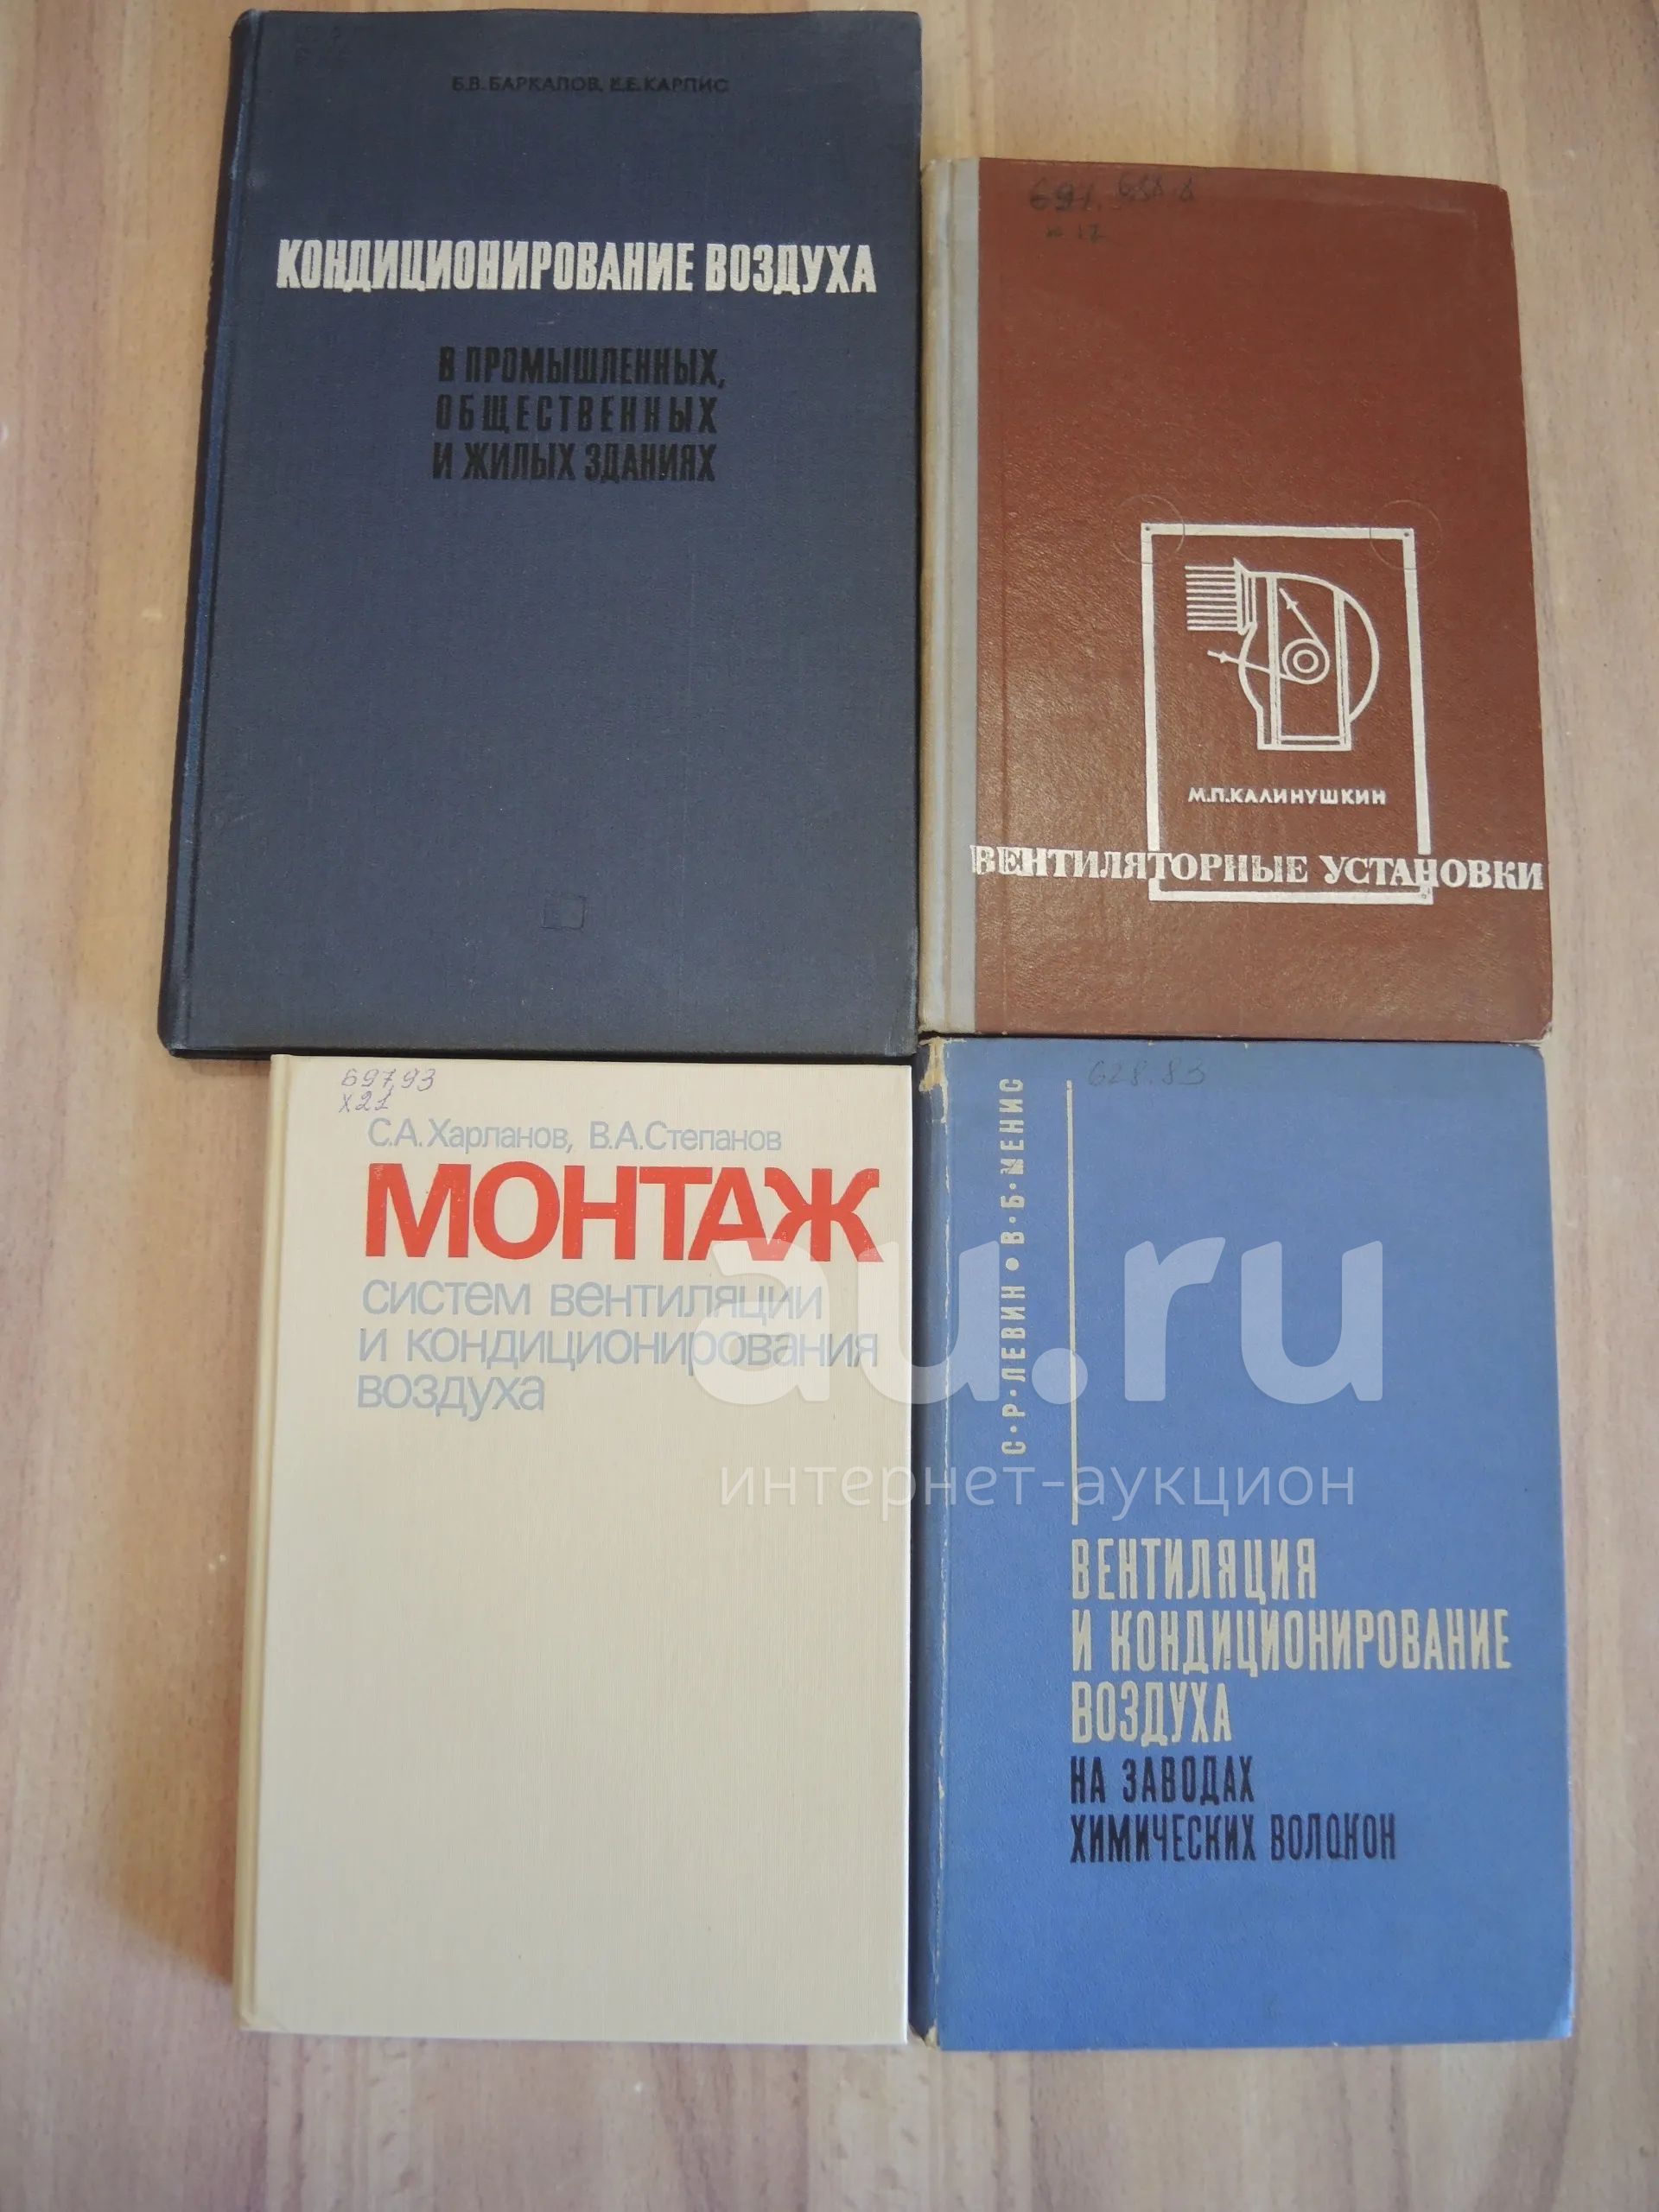 Б.В. БАРКАЛОВ, Е.Е. КАРПИС
КОНДИЦИОНИРОВАНИЕ ВОЗДУХА
В ПРОМЫШЛЕННЫХ,
ОБЩЕСТВЕННЫХ
И ЖИЛЫХ ЗДАНИЯХ
М.П.КАЛИНУШКИН
ВЕНТИЛЯТОРНЫЕ УСТАНОВКИ
697,93
Х21
С.А.Харланов, В.А.Степанов
МОНТАЖ
систем вентиляции
и кондиционирования
воздуха
628.83
С·Р·ЛЕВИН • В·Б·МЕНИС
ВЕНТИЛЯЦИЯ
И КОНДИЦИОНИРОВАНИЕ
ВОЗДУХА
НА ЗАВОДАХ
ХИМИЧЕСКИХ ВОЛОКОН
au.ru
интернет-аукцион